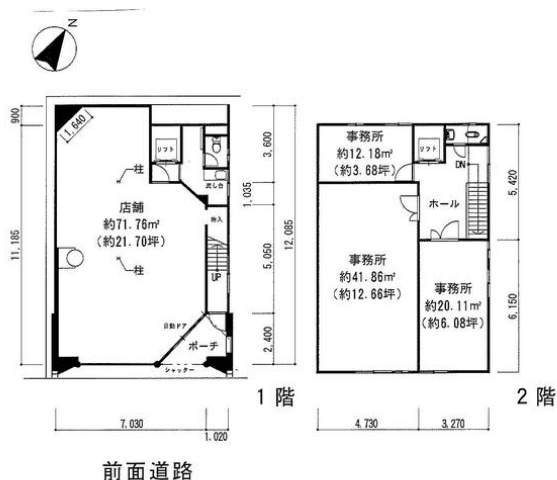 N
900
11.185
1.640
リフト
柱
流し台
店舗
約71.76㎡
(約21.70坪)
物入
柱
UP
自動ドア
ポーチ
シャッター
3.600
1.035
5.050
2.400
12.085
7.030
1.020
1階
前面道路
事務所
約12.18㎡
(約3.68坪)
リフト
DN
ホール
事務所
約41.86㎡
(約12.66坪)
事務所
約20.11㎡
(約6.08坪)
5.420
6.150
4.730
3.270
2階